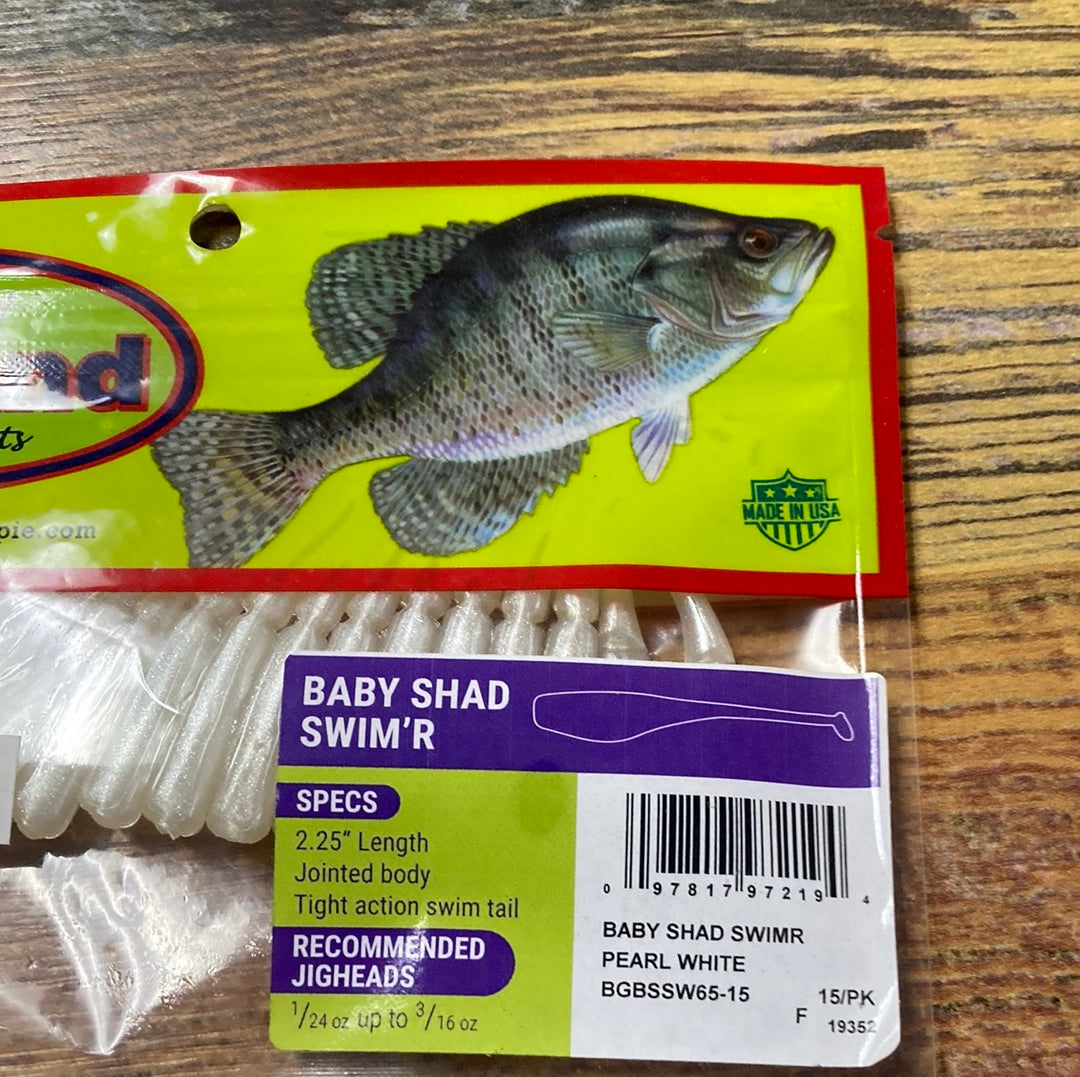 nd
ts
pie.com
MADE IN USA
BABY SHAD
SWIM'R
SPECS
2.25" Length
Jointed body
Tight action swim tail
RECOMMENDED
JIGHEADS
1/24 oz up to 3/16 oz
0 97817 97219 4
BABY SHAD SWIMR
PEARL WHITE
BGBSSW65-15
15/PK
F 19352